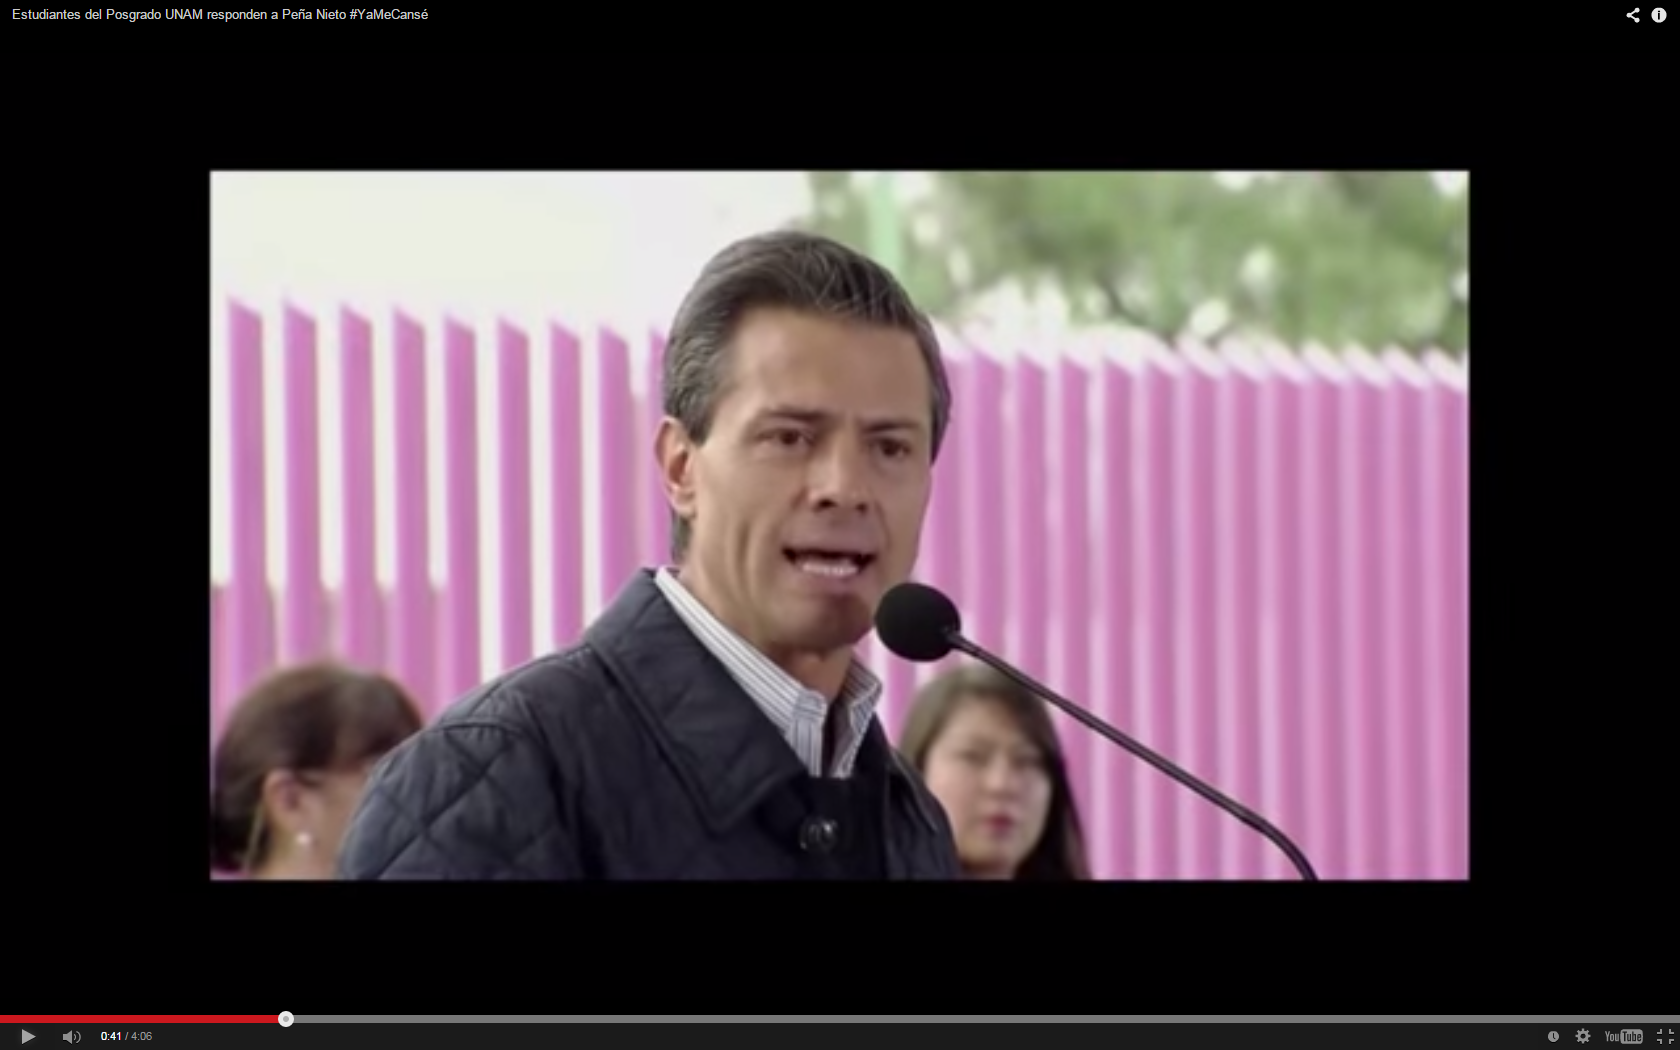 Estudiantes del Posgrado UNAM responden a Peña Nieto #YaMeCansé
0:41 / 4:06
YouTube